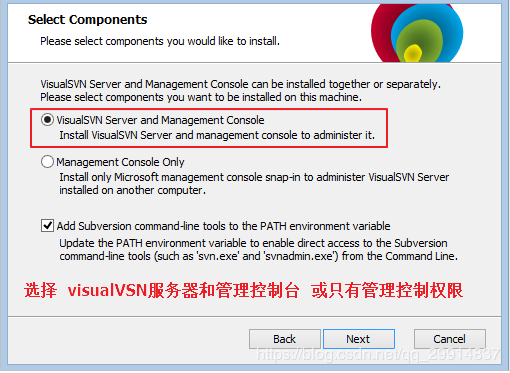 Select Components
Please select components you would like to install.
VisualSVN Server and Management Console can be installed together or separately.
Please select components you want to be installed on this machine.
VisualSVN Server and Management Console
Install VisualSVN Server and management console to administer it.
Management Console Only
Install only Microsoft management console snap-in to administer VisualSVN Server
installed on another computer.
Add Subversion command-line tools to the PATH environment variable
Update the PATH environment variable to enable direct access to the Subversion
command-line tools (such as 'svn.exe' and 'svnadmin.exe') from the Command Line.
选择 visualVSN服务器和管理控制台 或只有管理控制权限
Back Next Cancel
https://blog.csdn.net/qq_29914837